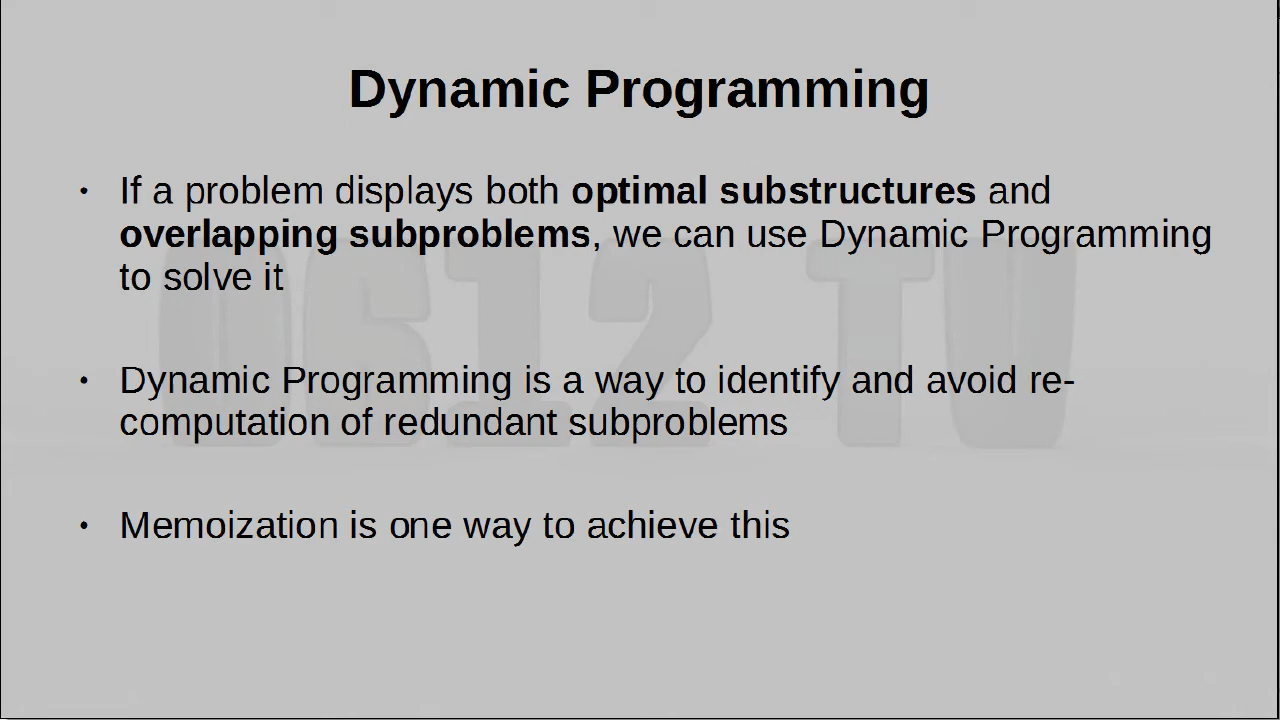 Dynamic Programming
• If a problem displays both optimal substructures and
overlapping subproblems, we can use Dynamic Programming
to solve it
• Dynamic Programming is a way to identify and avoid re-
computation of redundant subproblems
• Memoization is one way to achieve this
0612 TV